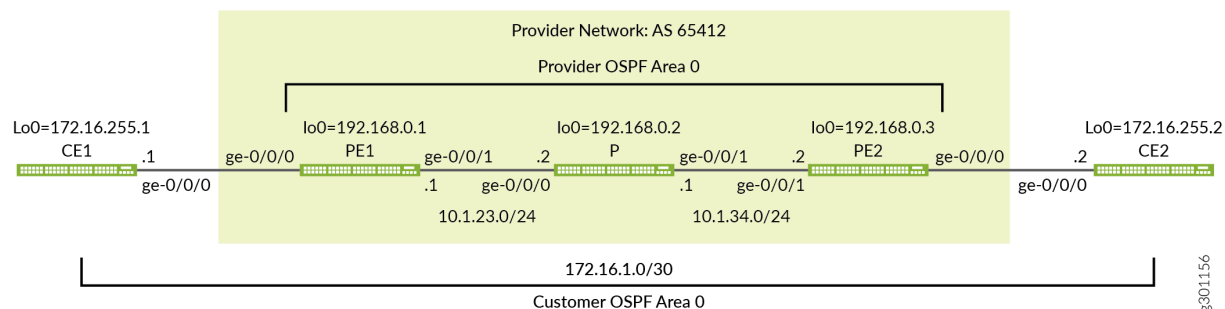 Provider Network: AS 65412
Provider OSPF Area 0
Lo0=172.16.255.1
lo0=192.168.0.1
lo0=192.168.0.2
lo0=192.168.0.3
Lo0=172.16.255.2
CE1
PE1
P
PE2
CE2
.1
ge-0/0/0
ge-0/0/1
.2
ge-0/0/1
.2
ge-0/0/0
.2
ge-0/0/0
.1
ge-0/0/0
.1
ge-0/0/1
ge-0/0/0
10.1.23.0/24
10.1.34.0/24
172.16.1.0/30
Customer OSPF Area 0
g301156